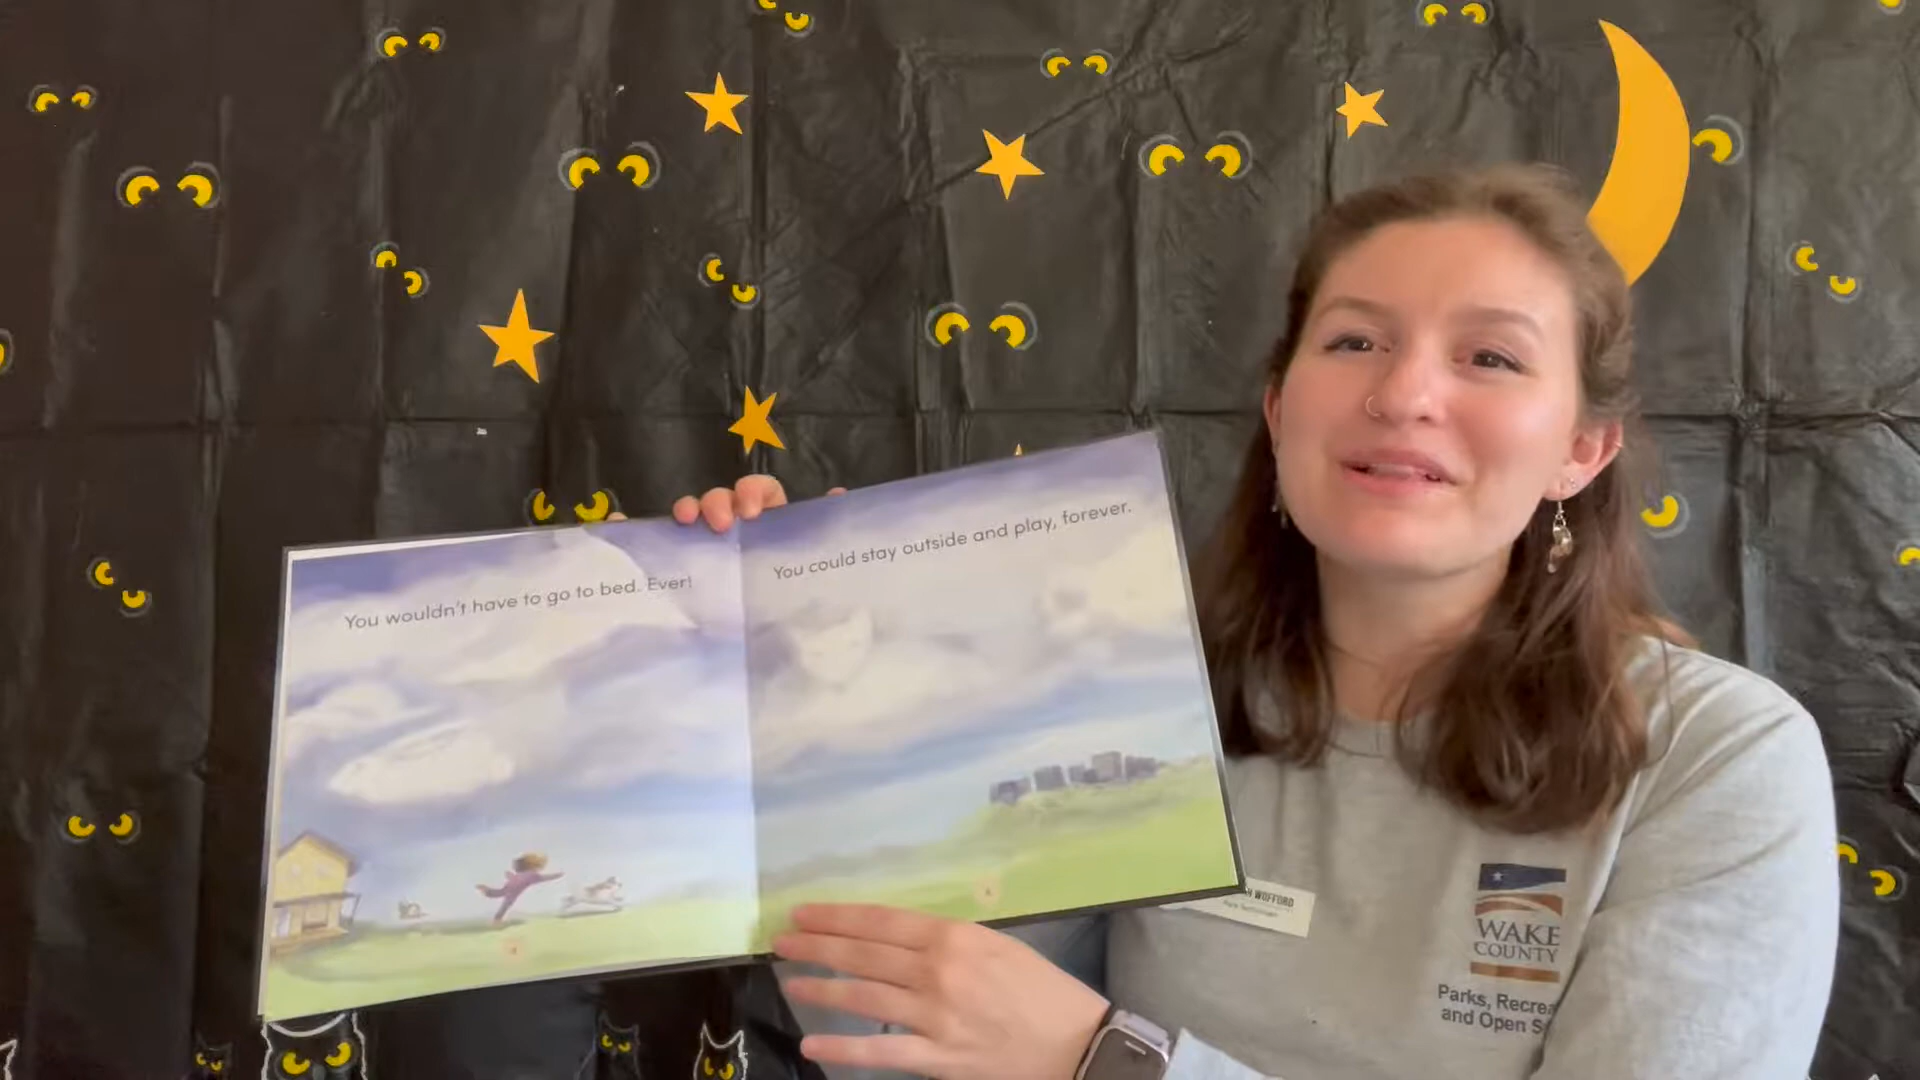 You wouldn't have to go to bed. Ever!
You could stay outside and play, forever.
WOFFORD
WAKE
COUNTY
Parks,
and Open